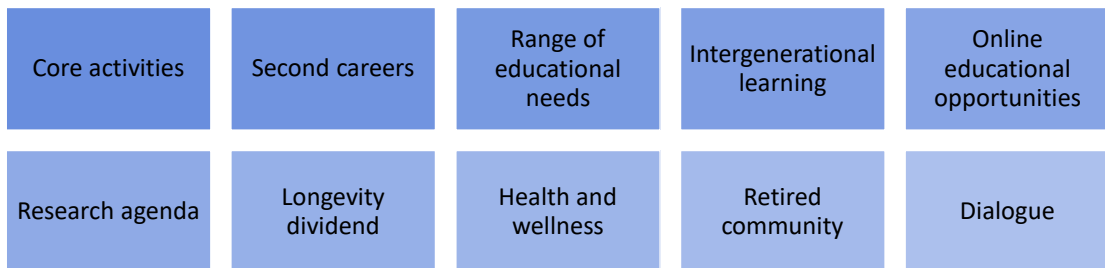 Core activities
Second careers
Range of
educational
needs
Intergenerational
learning
Online
educational
opportunities
Research agenda
Longevity
dividend
Health and
wellness
Retired
community
Dialogue